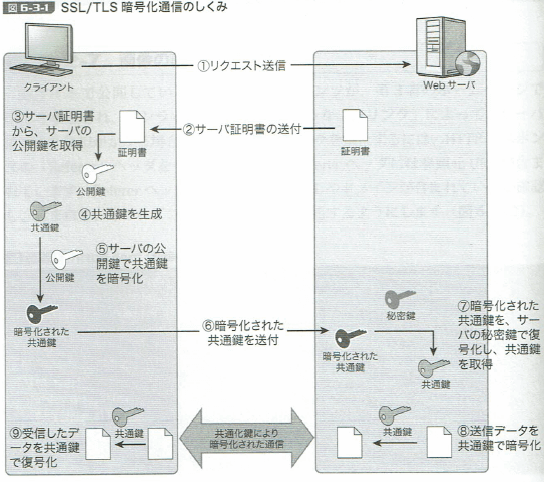 図6-3-1 SSL/TLS 暗号化通信のしくみ
クライアント
①リクエスト送信
Webサーバ
③サーバ証明書
から、サーバの
公開鍵を取得
証明書
②サーバ証明書の送付
証明書
公開鍵
共通鍵
④共通鍵を生成
⑤サーバの公
開鍵で共通鍵
を暗号化
公開鍵
暗号化された
共通鍵
⑥暗号化された
共通鍵を送付
秘密鍵
暗号化された
共通鍵
⑦暗号化された
共通鍵を、サー
バの秘密鍵で復
号化し、共通鍵
を取得
共通鍵
⑨受信したデ
ータを共通鍵
で復号化
共通鍵
共通化鍵により
暗号化された通信
共通鍵
⑧送信データを
共通鍵で暗号化